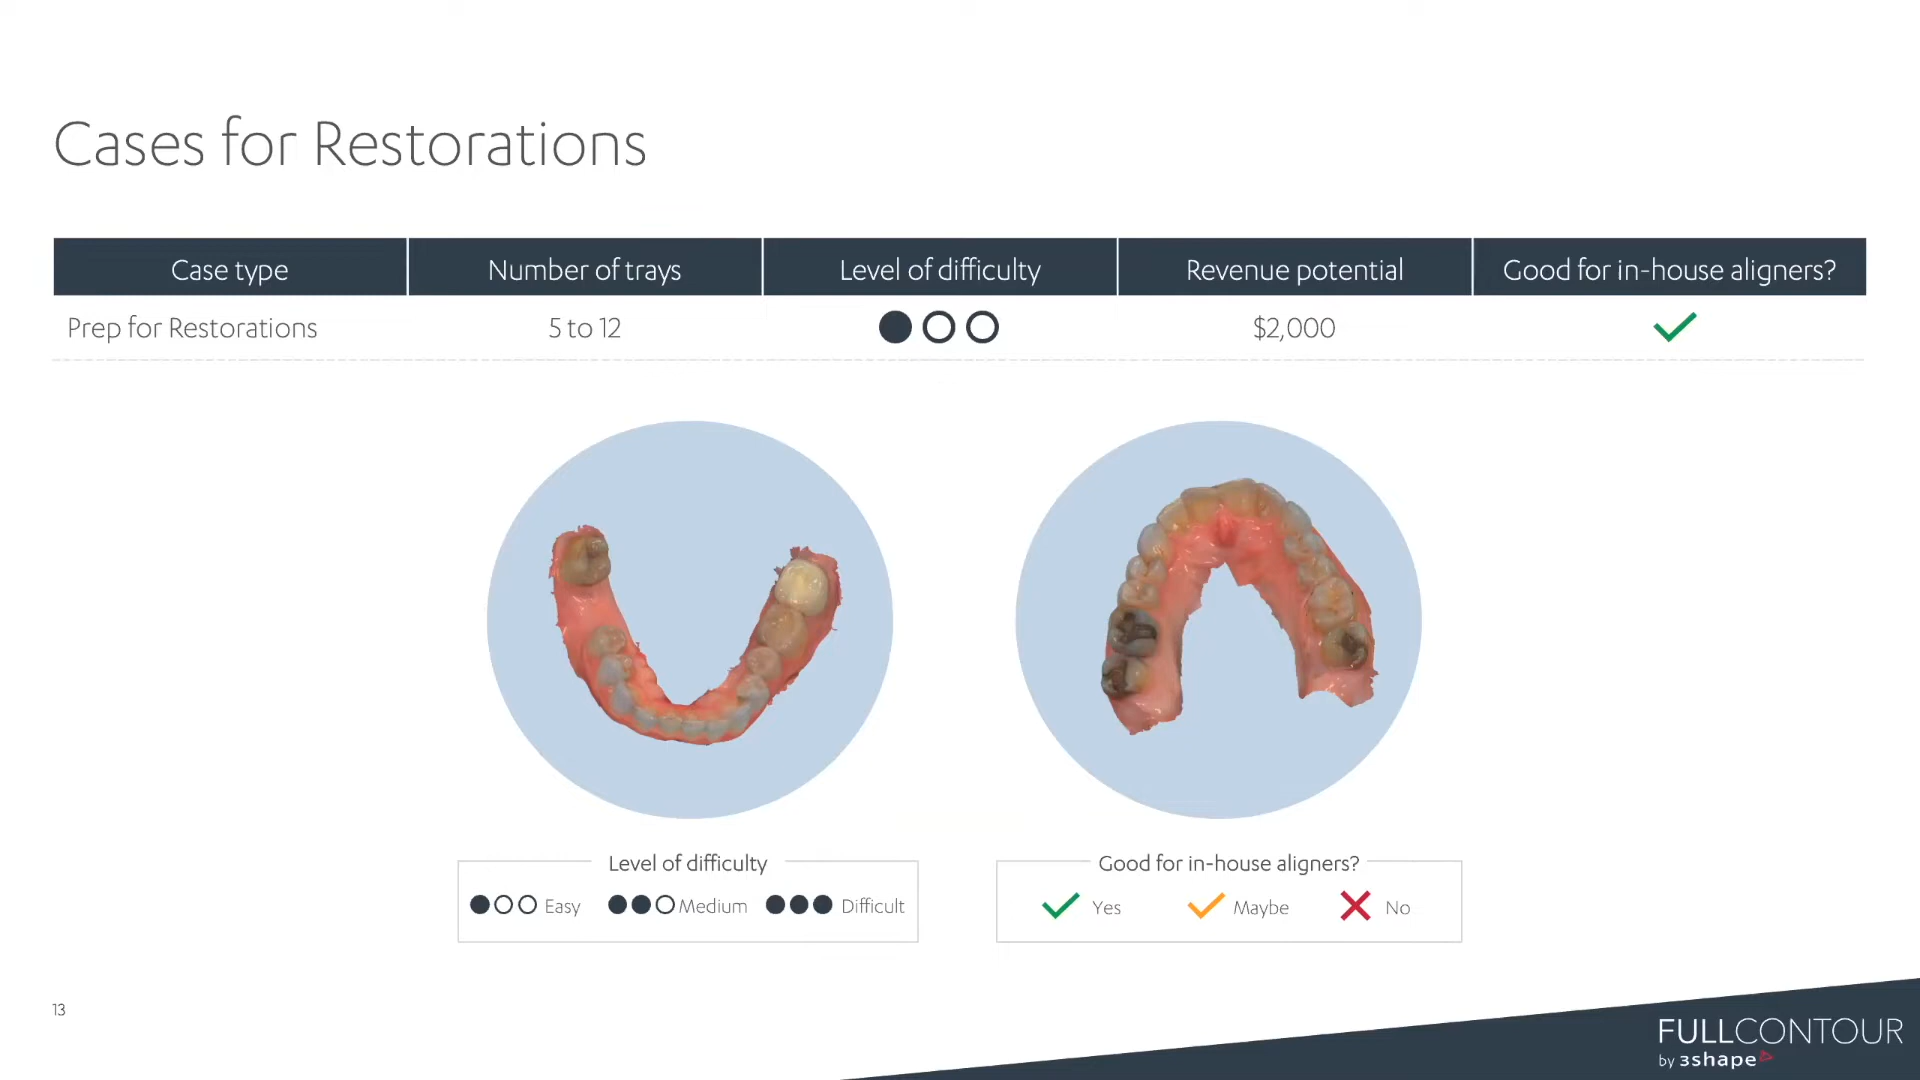 Cases for Restorations
Case type Number of trays Level of difficulty Revenue potential Good for in-house aligners?
Prep for Restorations 5 to 12 $2,000
Level of difficulty
Easy Medium Difficult
Good for in-house aligners?
Yes Maybe No
13
FULLCONTOUR
by 3shape